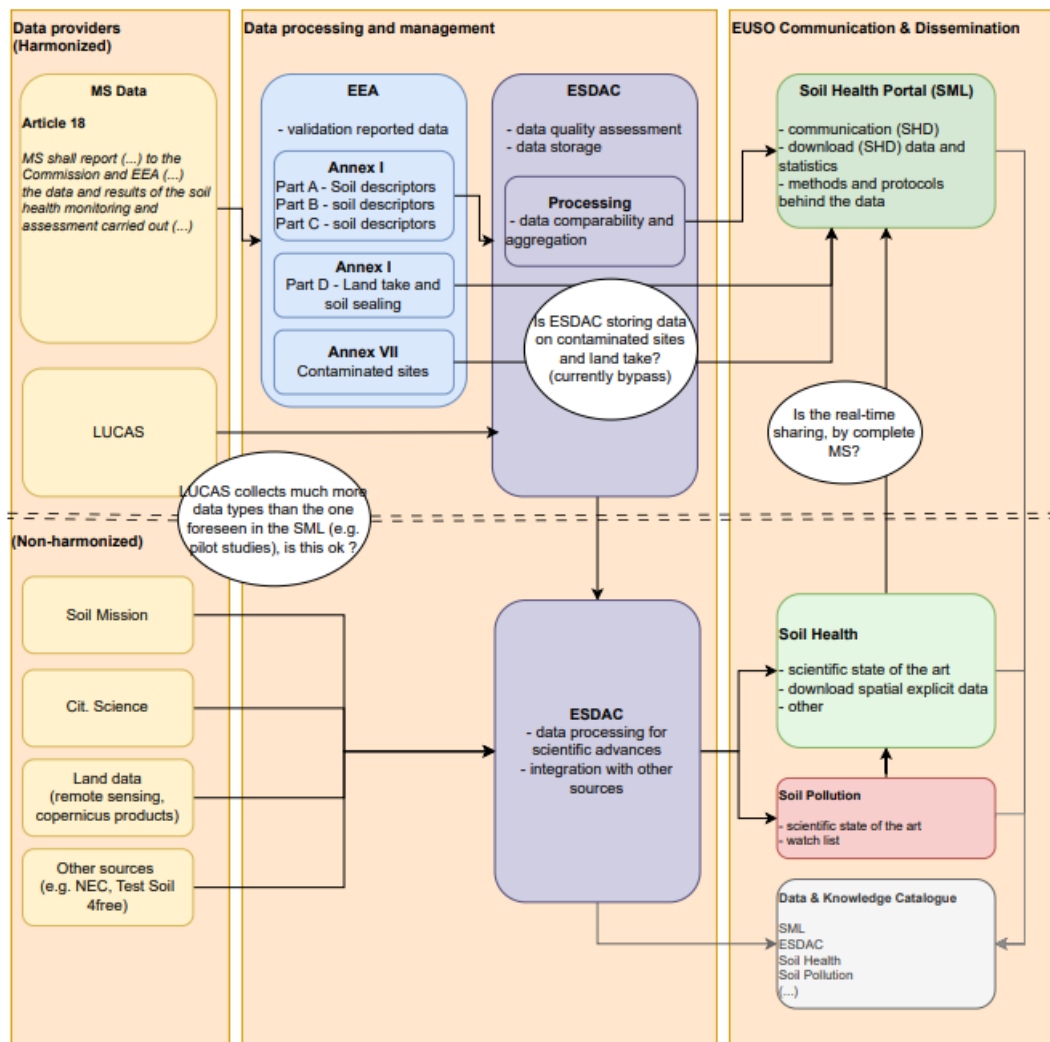 Data providers
(Harmonized)
Data processing and management
EUSO Communication & Dissemination
MS Data
Article 18
MS shall report (...) to the
Commission and EEA (...)
the data and results of the soil
health monitoring and
assessment carried out (...)
LUCAS
EEA
- validation reported data
Annex I
Part A - Soil descriptors
Part B - soil descriptors
Part C - soil descriptors
Annex I
Part D - Land take and
soil sealing
Annex VII
Contaminated sites
ESDAC
- data quality assessment
- data storage
Processing
- data comparability and
aggregation
Is ESDAC storing data
on contaminated sites
and land take?
(currently bypass)
Soil Health Portal (SML)
- communication (SHD)
- download (SHD) data and
statistics
- methods and protocols
behind the data
Is the real-time
sharing, by complete
MS?
LUCAS collects much more
data types than the one
foreseen in the SML (e.g.
pilot studies), is this ok ?
(Non-harmonized)
Soil Mission
Cit. Science
Land data
(remote sensing,
copernicus products)
Other sources
(e.g. NEC, Test Soil
4free)
ESDAC
- data processing for
scientific advances
- integration with other
sources
Soil Health
- scientific state of the art
- download spatial explicit data
- other
Soil Pollution
- scientific state of the art
- watch list
Data & Knowledge Catalogue
SML
ESDAC
Soil Health
Soil Pollution
(...)